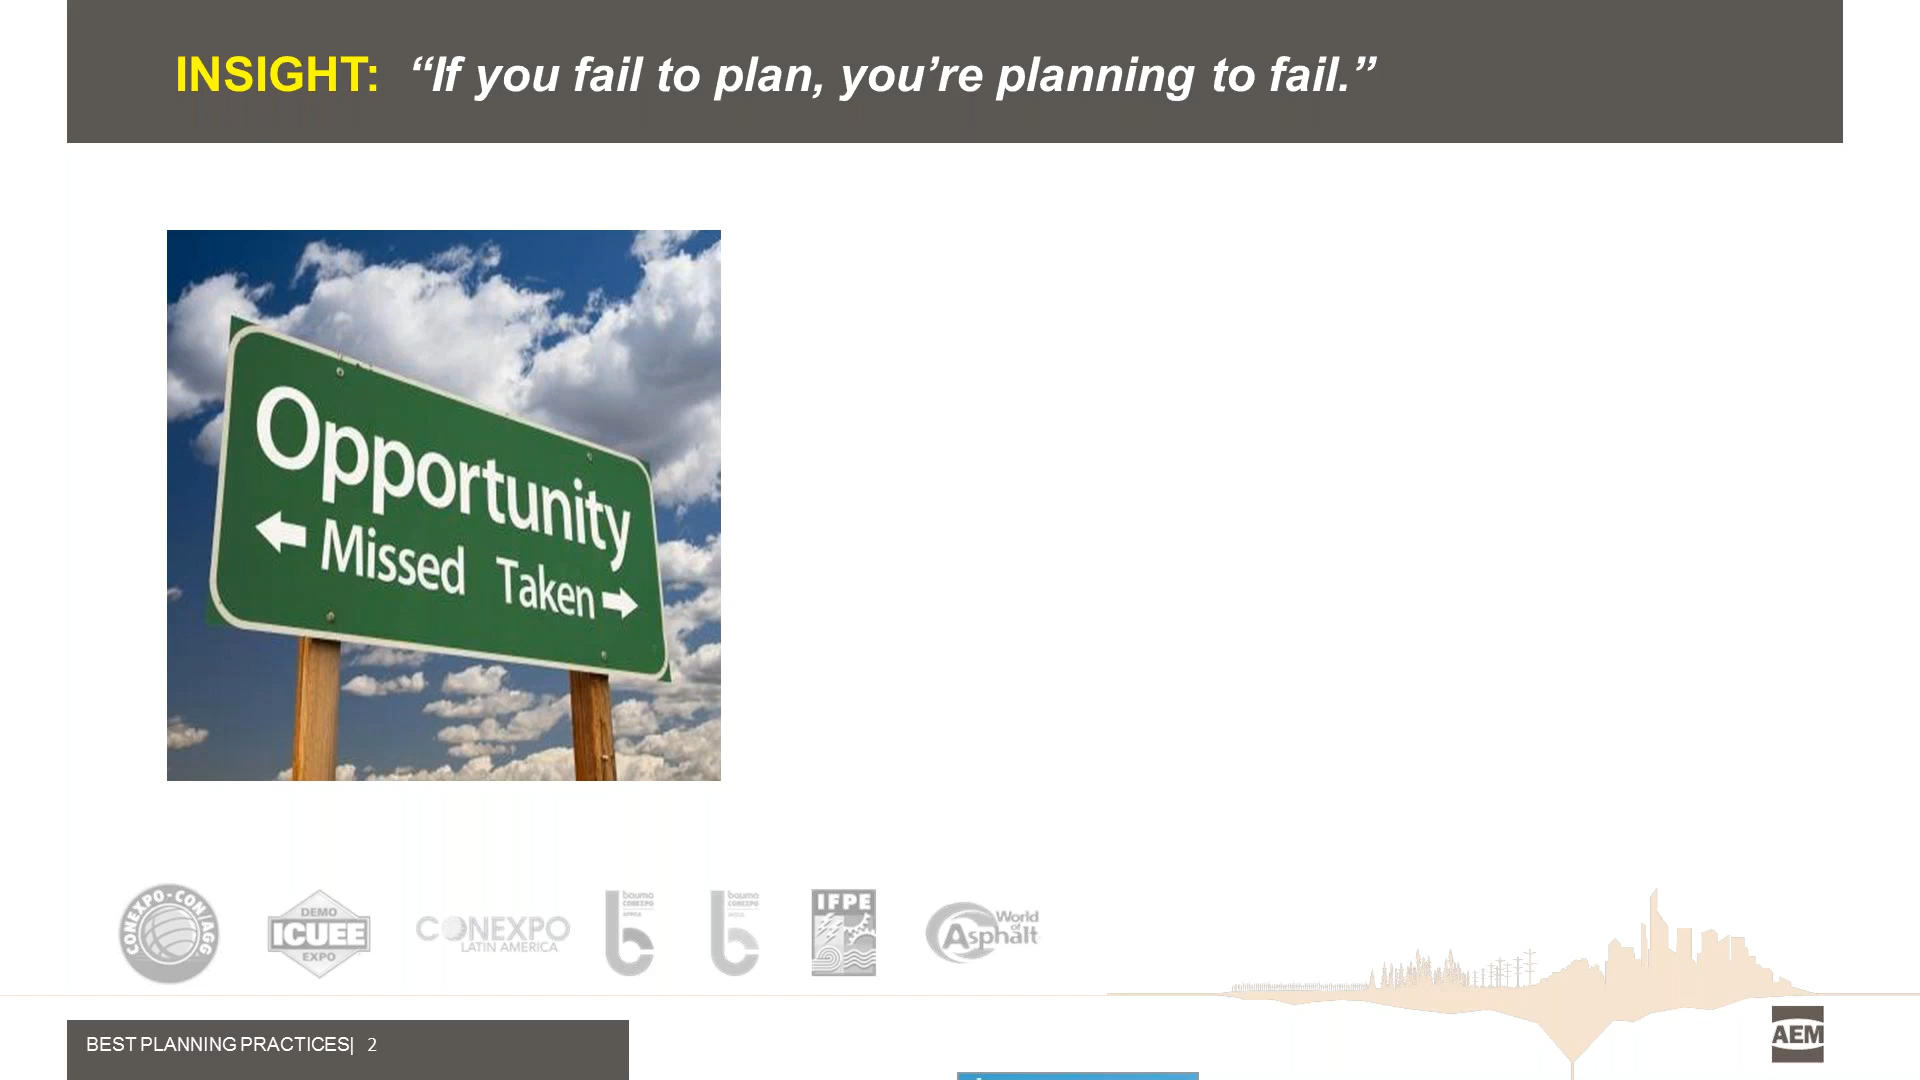 INSIGHT: “If you fail to plan, you’re planning to fail.”
Opportunity
Missed Taken
CONEXPO-CON/AGG
DEMO
ICUEE
EXPO
CONEXPO
LATIN AMERICA
bauma
CONEXPO
AFRICA
bauma
CONEXPO
INDIA
IFPE
World
of
Asphalt
AEM
BEST PLANNING PRACTICES| 2